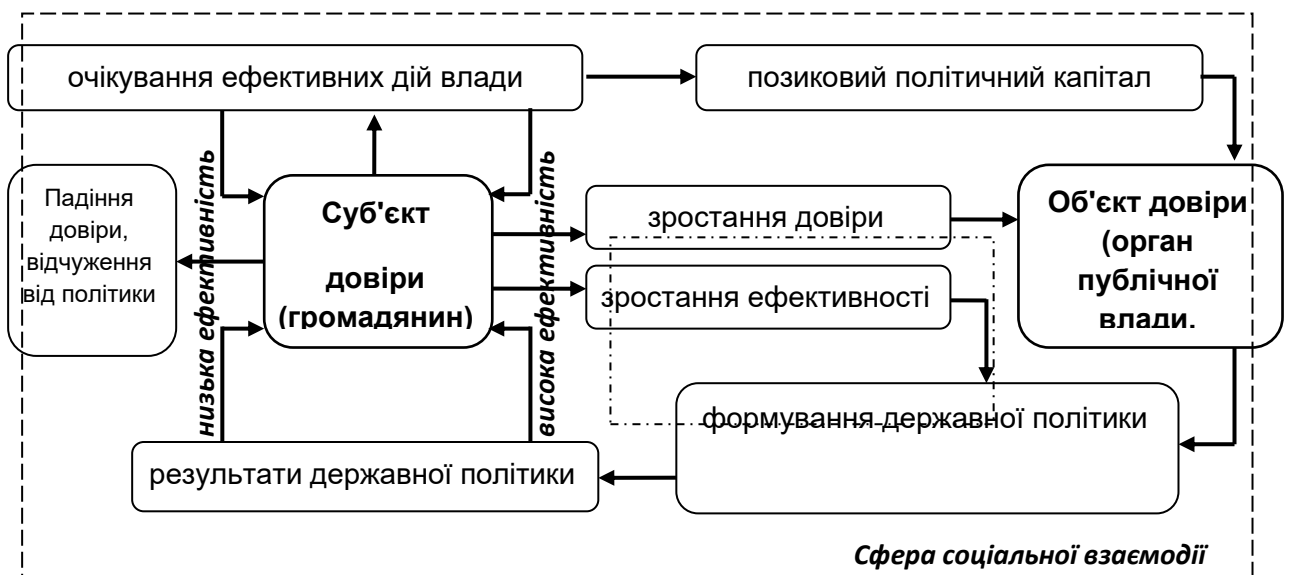 очікування ефективних дій влади
позиковий політичний капітал
Падіння
довіри,
відчуження
від політики
низька ефективність
Суб'єкт
довіри
(громадянин)
висока ефективність
зростання довіри
зростання ефективності
Об'єкт довіри
(орган
публічної
влади.
формування державної політики
результати державної політики
Сфера соціальної взаємодії